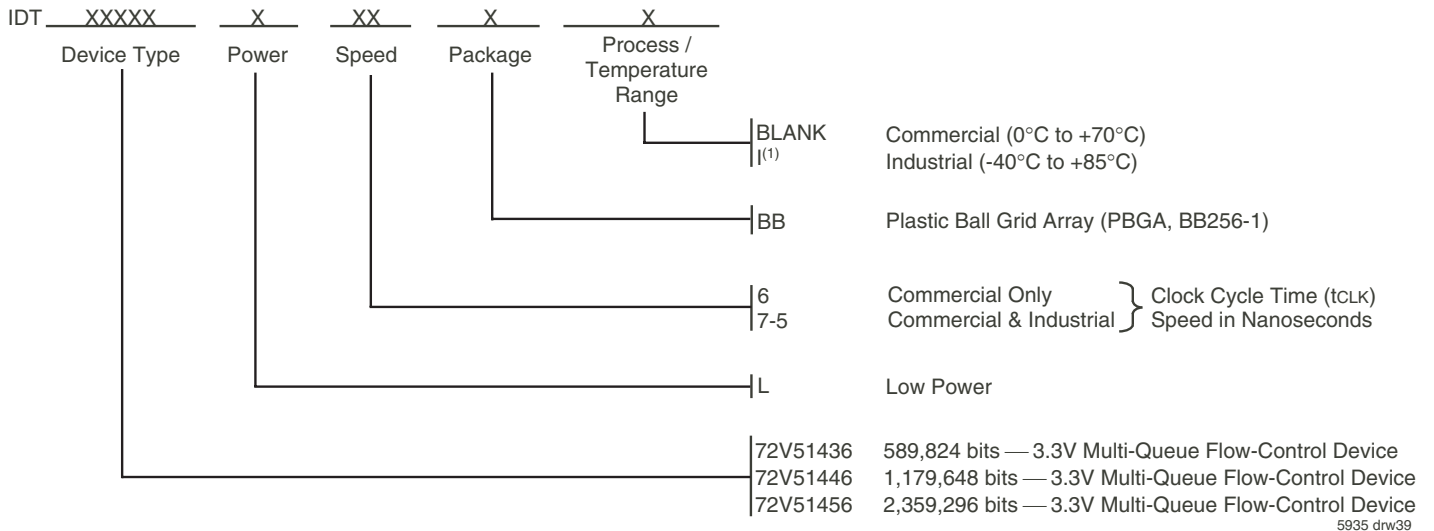 IDT XXXXX X XX X X
Device Type Power Speed Package Process / Temperature Range
BLANK Commercial (0°C to +70°C)
I(1) Industrial (-40°C to +85°C)
BB Plastic Ball Grid Array (PBGA, BB256-1)
6 Commercial Only
7-5 Commercial & Industrial
Clock Cycle Time (tCLK)
Speed in Nanoseconds
L Low Power
72V51436 589,824 bits — 3.3V Multi-Queue Flow-Control Device
72V51446 1,179,648 bits — 3.3V Multi-Queue Flow-Control Device
72V51456 2,359,296 bits — 3.3V Multi-Queue Flow-Control Device
5935 drw39